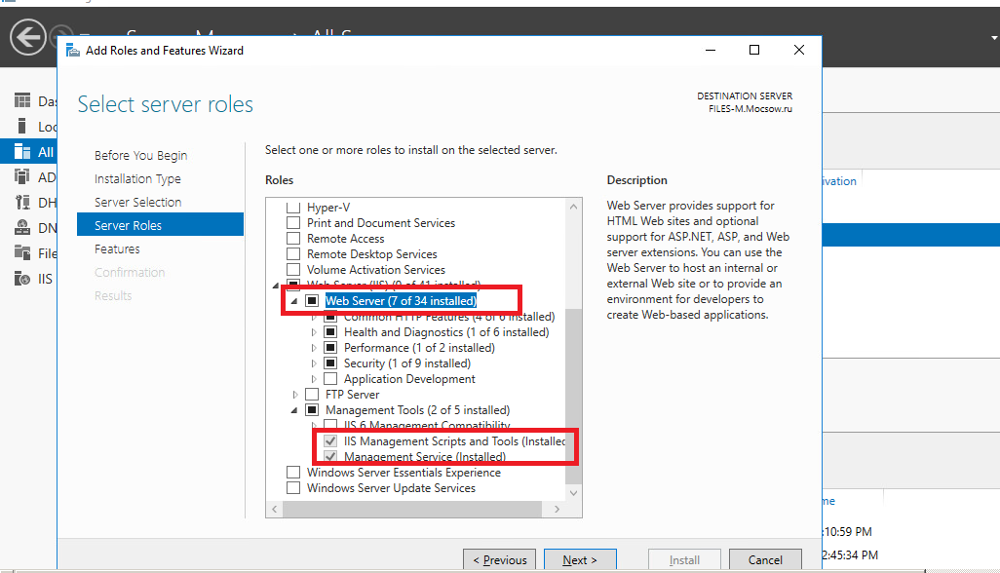 Add Roles and Features Wizard
Select server roles
DESTINATION SERVER
FILES-M.Mocsow.ru
Before You Begin
Installation Type
Server Selection
Server Roles
Features
Confirmation
Results
Select one or more roles to install on the selected server.
Roles
Hyper-V
Print and Document Services
Remote Access
Remote Desktop Services
Volume Activation Services
Web Server (IIS) (9 of 41 installed)
Web Server (7 of 34 installed)
Common HTTP Features (4 of 6 installed)
Health and Diagnostics (1 of 6 installed)
Performance (1 of 2 installed)
Security (1 of 9 installed)
Application Development
FTP Server
Management Tools (2 of 5 installed)
IIS 6 Management Compatibility
IIS Management Scripts and Tools (Installed
Management Service (Installed)
Windows Server Essentials Experience
Windows Server Update Services
Description
Web Server provides support for
HTML Web sites and optional
support for ASP.NET, ASP, and Web
server extensions. You can use the
Web Server to host an internal or
external Web site or to provide an
environment for developers to
create Web-based applications.
< Previous
Next >
Install
Cancel
Das
Loc
All
AD
DH
DN
File
IIS
ivation
me
:10:59 PM
2:45:34 PM